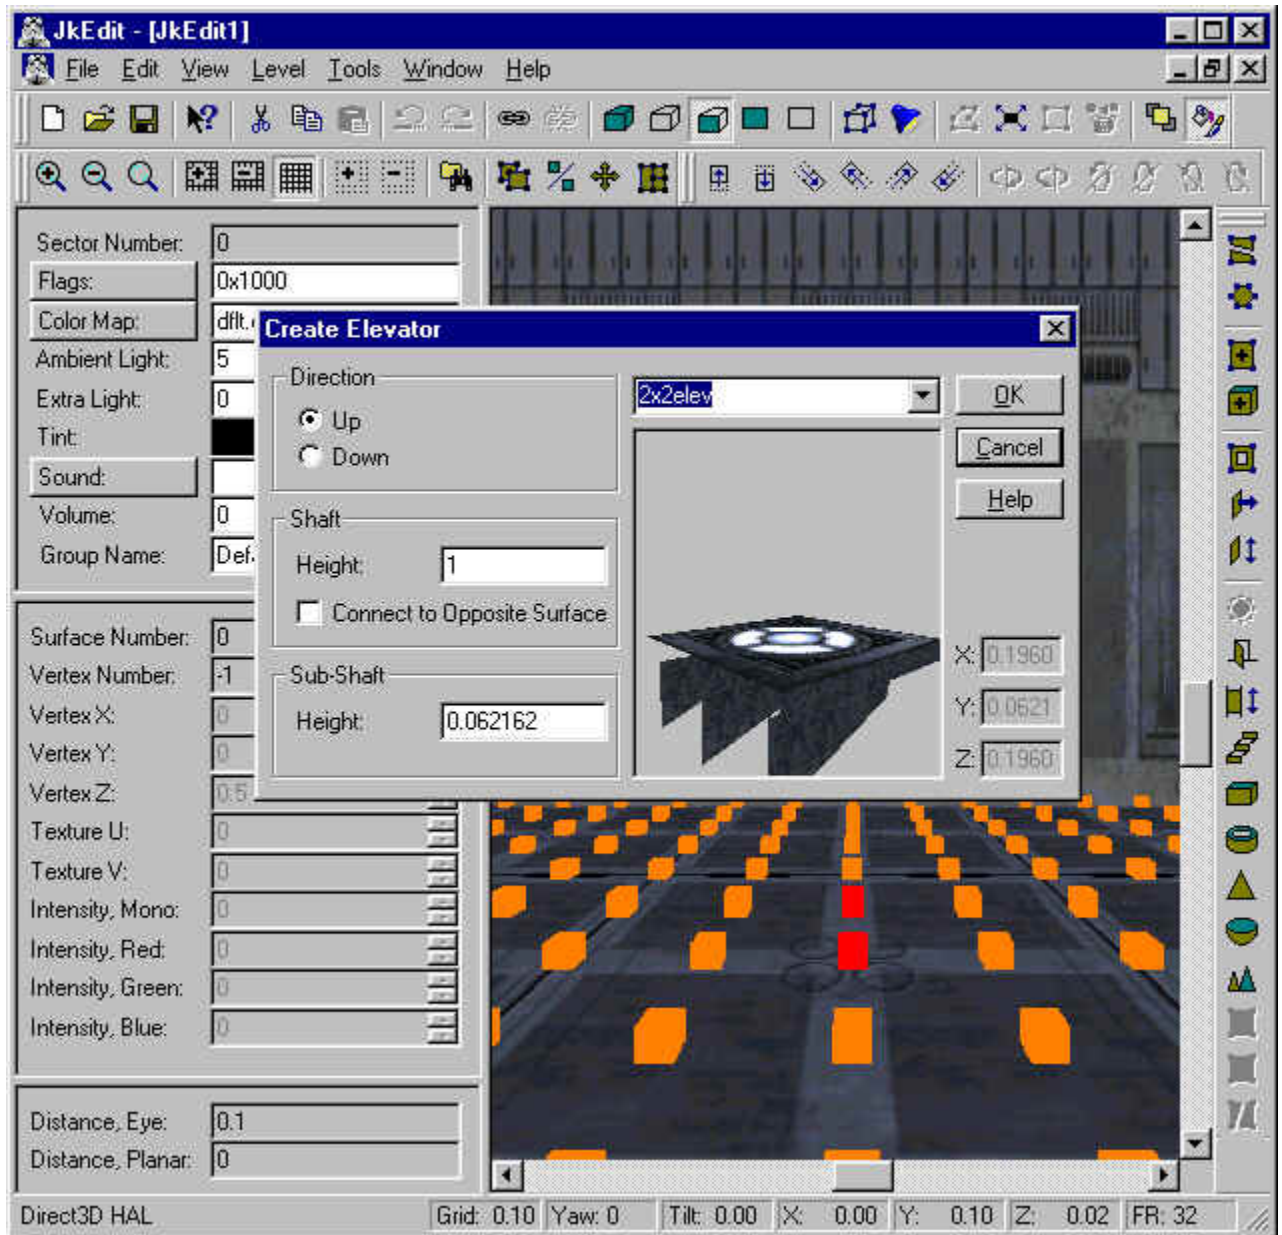 JkEdit - [JkEdit1]
File Edit View Level Tools Window Help
Sector Number: 0
Flags: 0x1000
Color Map: dflt.
Ambient Light: 5
Extra Light: 0
Tint:
Sound:
Volume: 0
Group Name: Def
Create Elevator
Direction
Up
Down
Shaft
Height: 1
Connect to Opposite Surface
Sub-Shaft
Height: 0.062162
2x2elev
OK
Cancel
Help
X: 0.1960
Y: 0.0621
Z: 0.1960
Surface Number: 0
Vertex Number: -1
Vertex X: 0
Vertex Y: 0
Vertex Z: 0.5
Texture U: 0
Texture V: 0
Intensity, Mono: 0
Intensity, Red: 0
Intensity, Green: 0
Intensity, Blue: 0
Distance, Eye: 0.1
Distance, Planar: 0
Direct3D HAL Grid: 0.10 Yaw: 0 Tilt: 0.00 X: 0.00 Y: 0.10 Z: 0.02 FR: 32